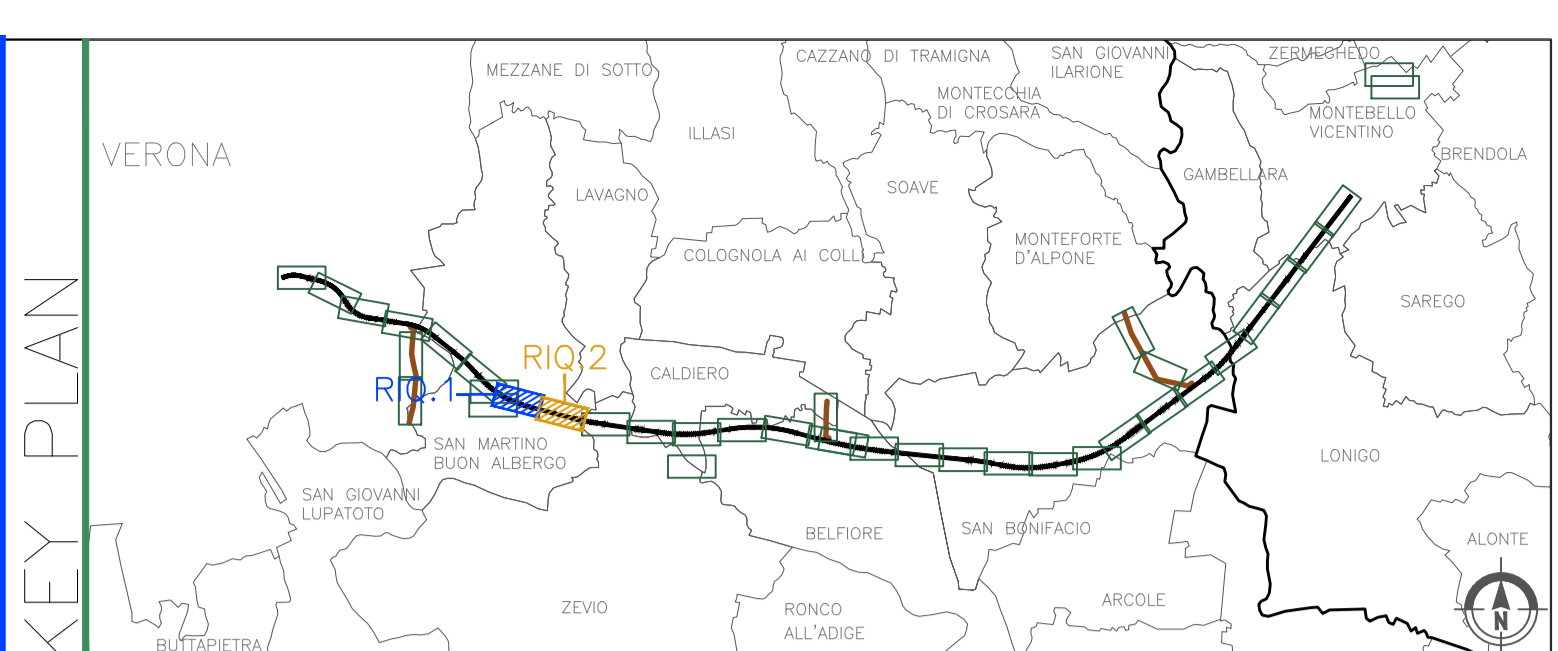 KEY PLAN
VERONA
MEZZANE DI SOTTO
CAZZANO DI TRAMIGNA
SAN GIOVANNI
ILARIONE
ZERMEGHEDO
MONTECCHIA
DI CROSARA
MONTEBELLO
VICENTINO
ILLASI
BRENDOLA
LAVAGNO
SOAVE
GAMBELLARA
MONTEFORTE
D'ALPONE
COLOGNOLA AI COLLI
SAREGO
RIQ.2
RIQ.1
CALDIERO
SAN MARTINO
BUON ALBERGO
LONIGO
SAN GIOVANNI
LUPATOTO
BELFIORE
SAN BONIFACIO
ALONTE
ZEVIO
RONCO
ALL'ADIGE
ARCOLE
N
BUTTAPIETRA